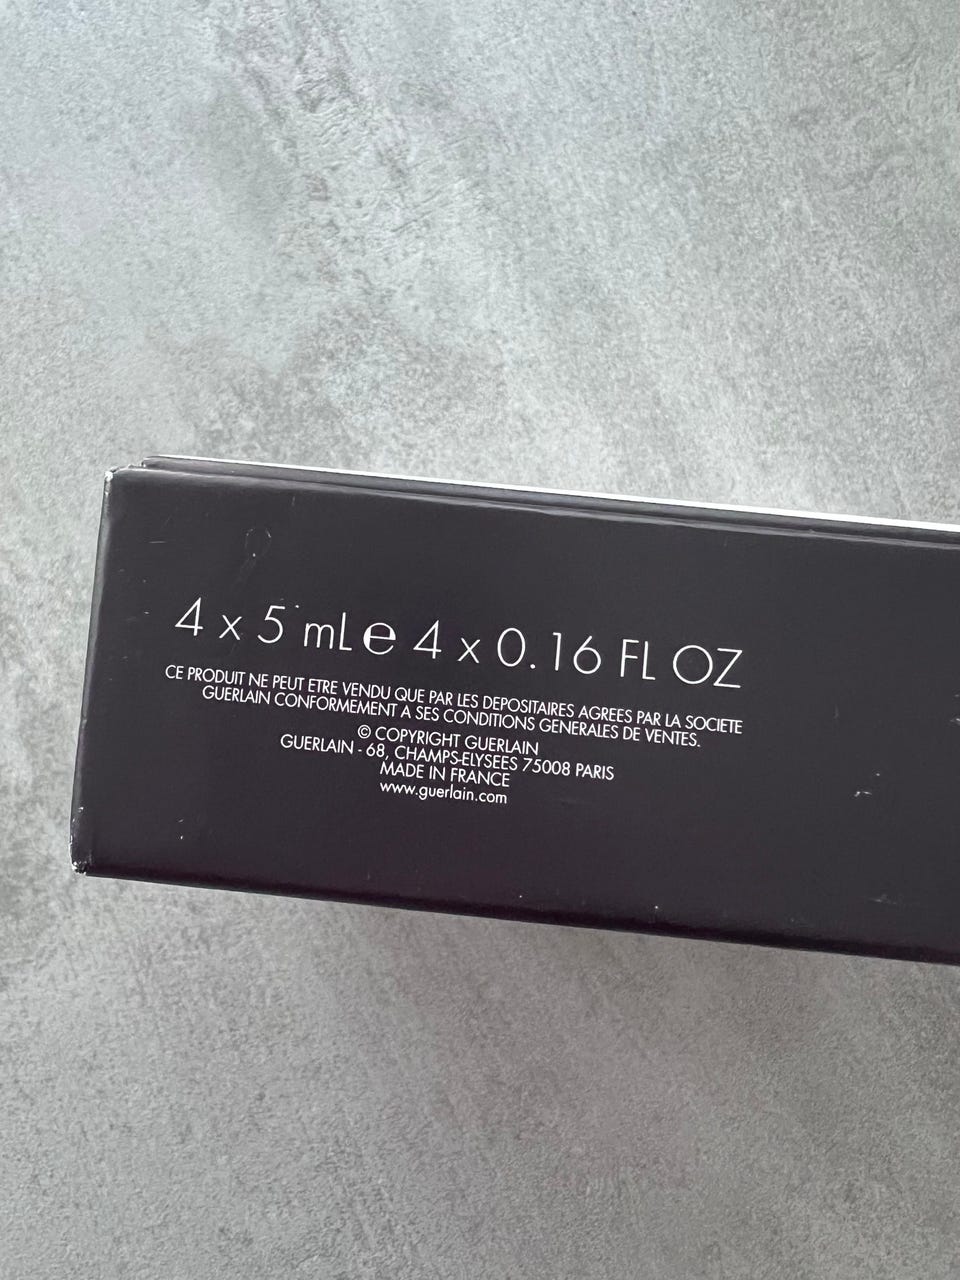 4 x 5 mL e 4 x 0.16 FL OZ
CE PRODUIT NE PEUT ETRE VENDU QUE PAR LES DEPOSITAIRES AGREES PAR LA SOCIETE
GUERLAIN CONFORMEMENT A SES CONDITIONS GENERALES DE VENTES.
© COPYRIGHT GUERLAIN
GUERLAIN - 68, CHAMPS-ELYSEES 75008 PARIS
MADE IN FRANCE
www.guerlain.com